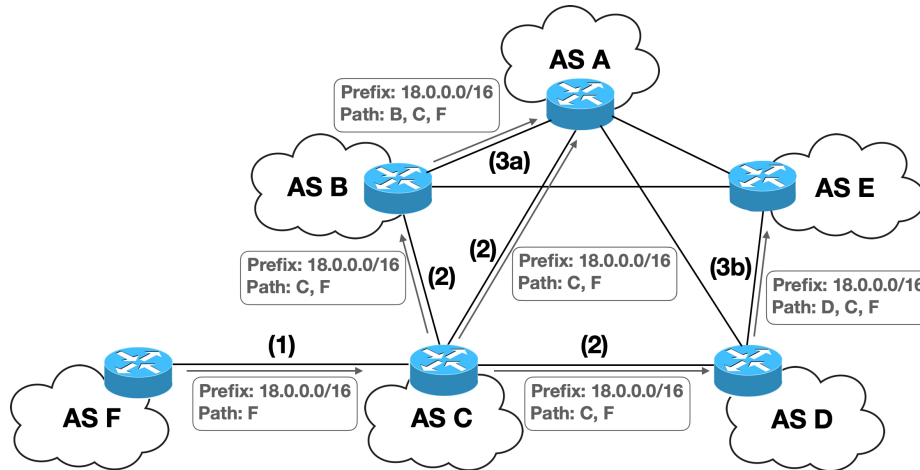 AS A
Prefix: 18.0.0.0/16
Path: B, C, F
(3a)
AS B
AS E
Prefix: 18.0.0.0/16
Path: C, F
(2)
(2)
Prefix: 18.0.0.0/16
Path: C, F
(3b)
Prefix: 18.0.0.0/16
Path: D, C, F
(1)
(2)
Prefix: 18.0.0.0/16
Path: F
Prefix: 18.0.0.0/16
Path: C, F
AS F
AS C
AS D